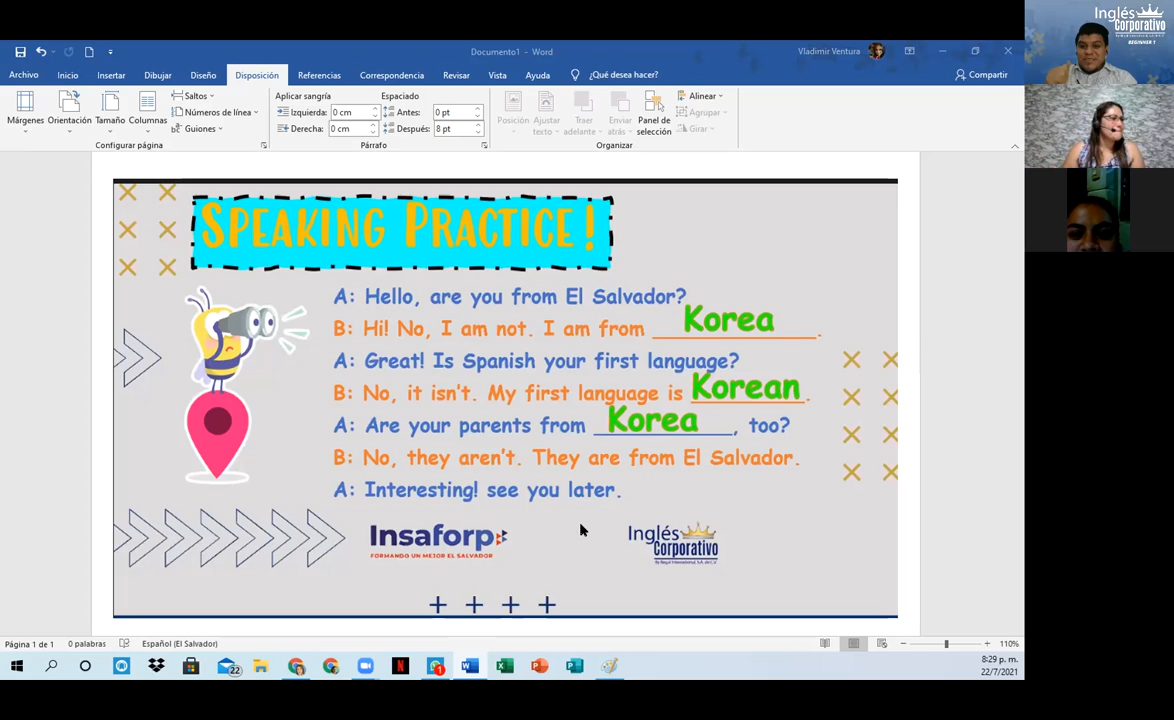 Documento1 - Word
Vladimir Ventura
Archivo Inicio Insertar Dibujar Diseño Disposición Referencias Correspondencia Revisar Vista Ayuda ¿Qué desea hacer? Compartir
Márgenes Orientación Tamaño Columnas
Saltos
Números de línea
Guiones
Configurar página
Aplicar sangría Espaciado
Izquierda: 0 cm Antes: 0 pt
Derecha: 0 cm Después: 8 pt
Párrafo
Posición Ajustar texto Traer adelante Enviar atrás Panel de selección
Alinear
Agrupar
Girar
Organizar
Inglés
Corporativo
BEGINNER 1
SPEAKING PRACTICE!
A: Hello, are you from El Salvador?
B: Hi! No, I am not. I am from Korea.
A: Great! Is Spanish your first language?
B: No, it isn't. My first language is Korean.
A: Are your parents from Korea, too?
B: No, they aren't. They are from El Salvador.
A: Interesting! see you later.
Insaforp
FORMANDO UN MEJOR EL SALVADOR
Inglés
Corporativo
Página 1 de 1 0 palabras Español (El Salvador) 110%
22
1
8:29 p. m.
22/7/2021